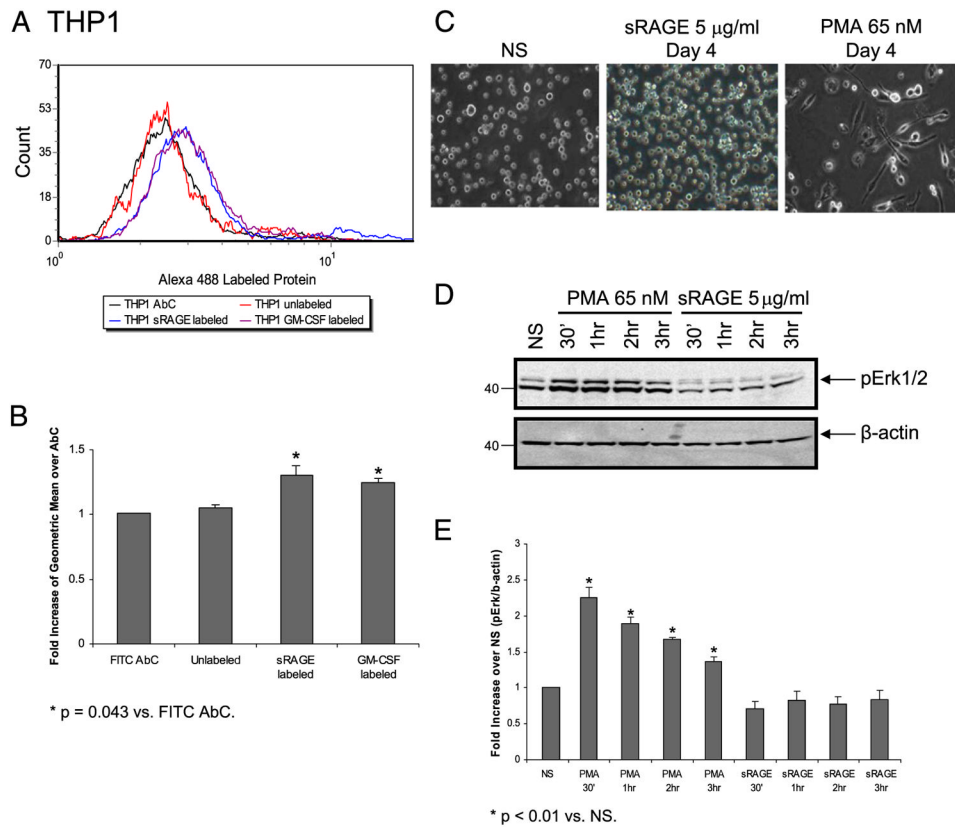 A THP1
Count
70
53
35
18
0
10⁰
10¹
Alexa 488 Labeled Protein
THP1 AbC
THP1 unlabeled
THP1 sRAGE labeled
THP1 GM-CSF labeled
B
Fold Increase of Geometric Mean over AbC
1.5
1
0.5
0
*
*
FITC AbC
Unlabeled
sRAGE
labeled
GM-CSF
labeled
* p = 0.043 vs. FITC AbC.
C
NS
sRAGE 5 μg/ml
Day 4
PMA 65 nM
Day 4
D
PMA 65 nM
sRAGE 5 μg/ml
NS
30'
1hr
2hr
3hr
30'
1hr
2hr
3hr
40
pErk1/2
40
β-actin
E
Fold Increase over NS (pErk/b-actin)
3
2.5
2
1.5
1
0.5
0
*
*
*
*
NS
PMA
30'
PMA
1hr
PMA
2hr
PMA
3hr
sRAGE
30'
sRAGE
1hr
sRAGE
2hr
sRAGE
3hr
* p < 0.01 vs. NS.